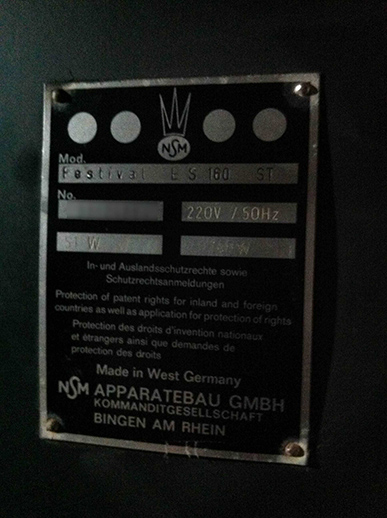 NSM
Mod.
Festival ES 160 ST
No.
220V / 50Hz
In- und Auslandsschutzrechte sowie
Schutzrechtsanmeldungen
Protection of patent rights for inland and foreign
countries as well as application for protection of rights
Protection des droits d'invention nationaux
et étrangers ainsi que demandes de
protection des droits
Made in West Germany
NSM APPARATEBAU GMBH
KOMMANDITGESELLSCHAFT
BINGEN AM RHEIN